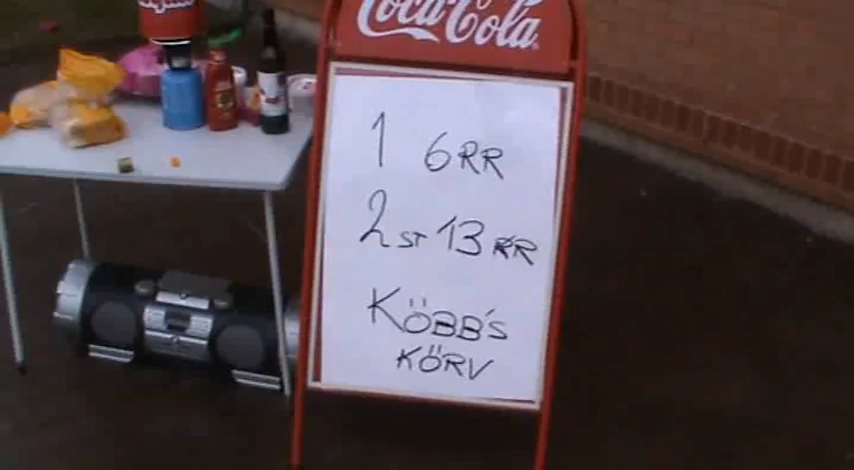 Coca-Cola
1 6RR
2ST 13RR
KÖBB'S
KÖRV